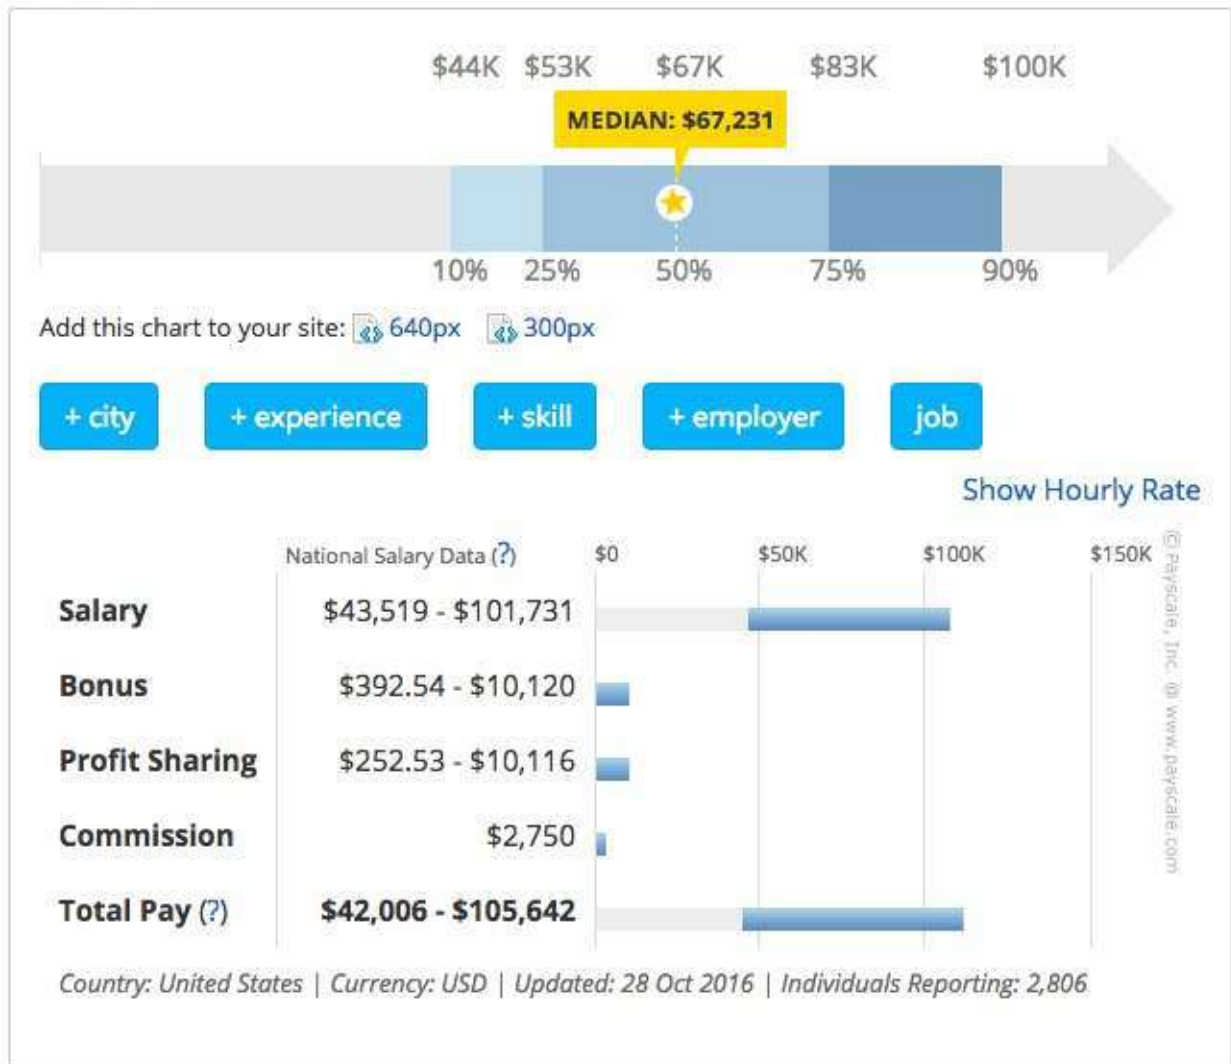 $44K $53K $67K $83K $100K
MEDIAN: $67,231
10% 25% 50% 75% 90%
Add this chart to your site: 640px 300px
+ city + experience + skill + employer job
Show Hourly Rate
National Salary Data (?) $0 $50K $100K $150K
Salary $43,519 - $101,731
Bonus $392.54 - $10,120
Profit Sharing $252.53 - $10,116
Commission $2,750
Total Pay (?) $42,006 - $105,642
© Payscale, Inc. @ www.payscale.com
Country: United States | Currency: USD | Updated: 28 Oct 2016 | Individuals Reporting: 2,806